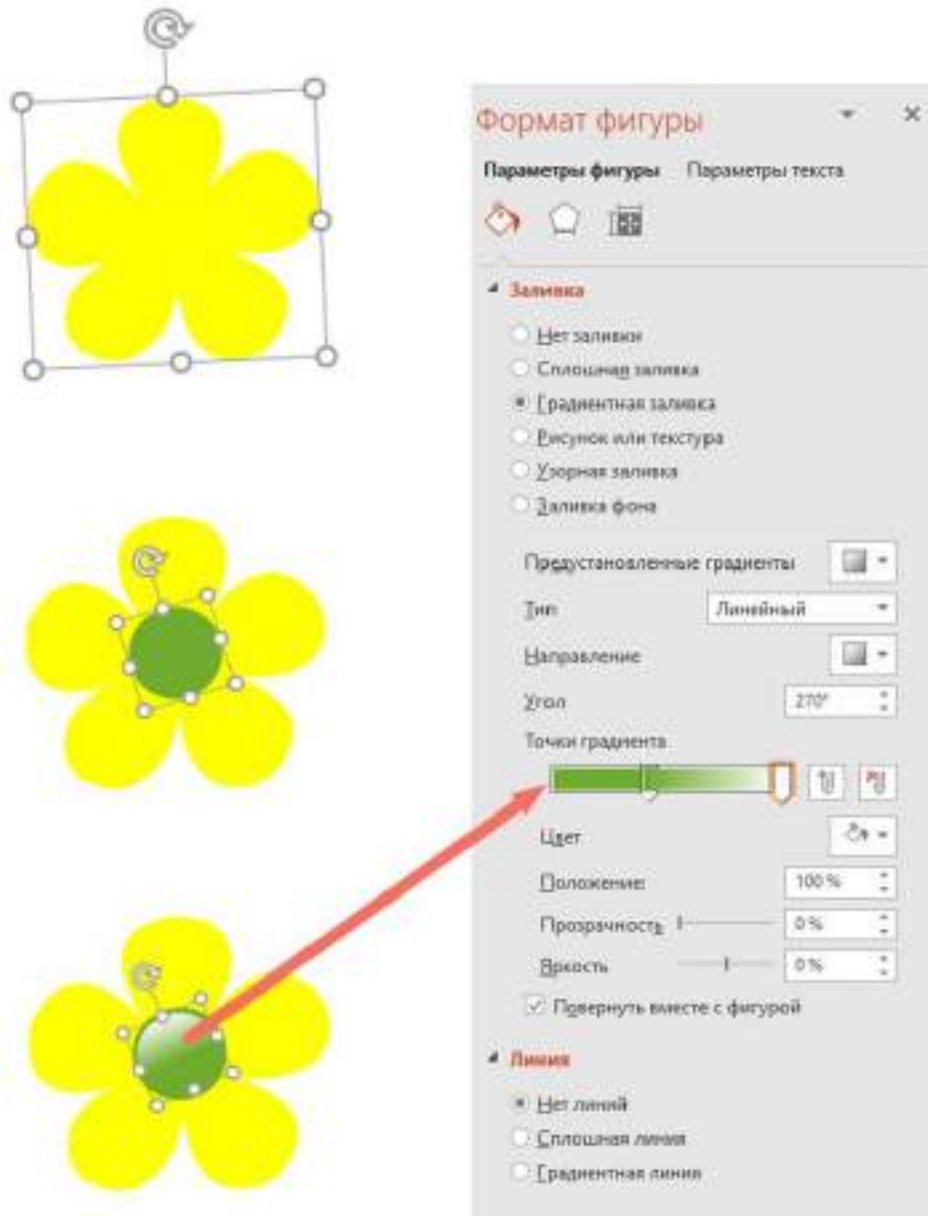 Формат фигуры
Параметры фигуры Параметры текста
Заливка
Нет заливки
Сплошная заливка
Градиентная заливка
Рисунок или текстура
Узорная заливка
Заливка фона
Предустановленные градиенты
Тип Линейный
Направление
Угол 270°
Точки градиента
Цвет
Положение 100 %
Прозрачность 0 %
Яркость 0 %
Повернуть вместе с фигурой
Линия
Нет линий
Сплошная линия
Градиентная линия